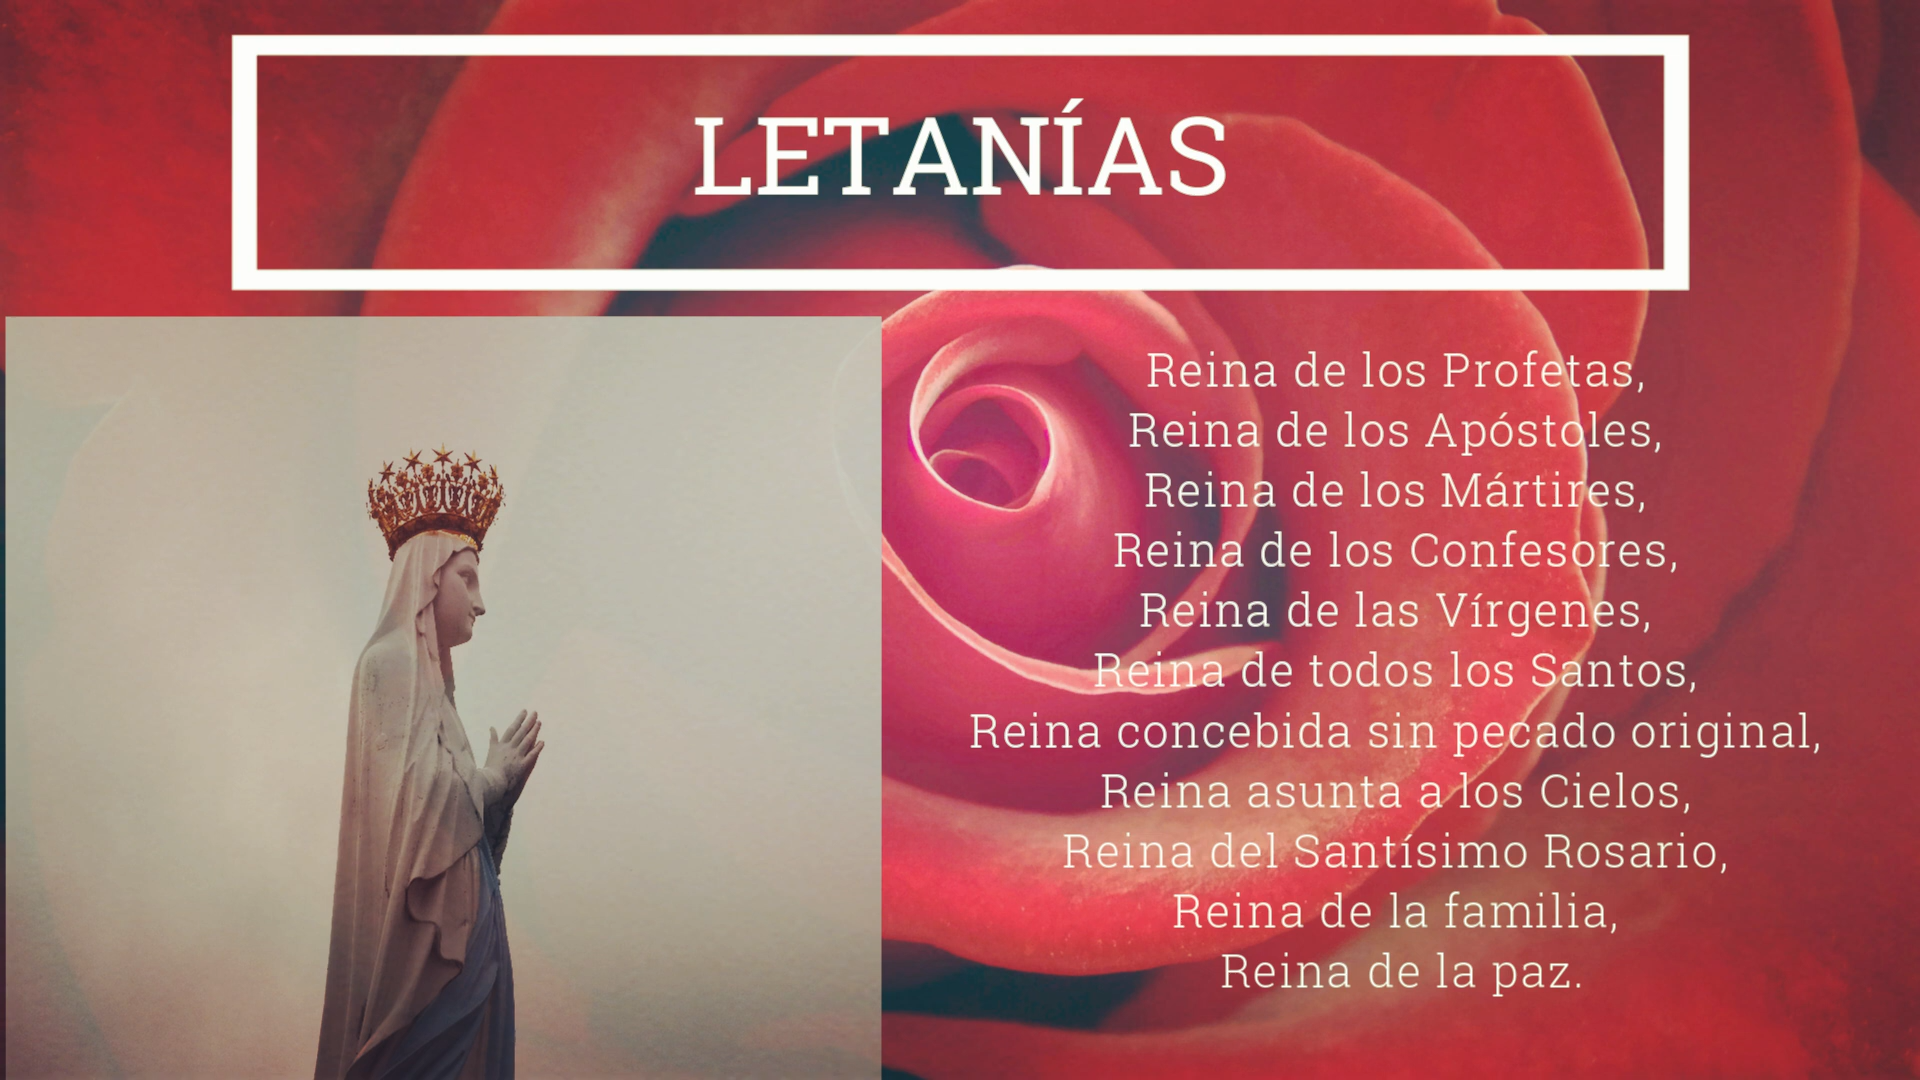 LETANÍAS
Reina de los Profetas,
Reina de los Apóstoles,
Reina de los Mártires,
Reina de los Confesores,
Reina de las Vírgenes,
Reina de todos los Santos,
Reina concebida sin pecado original,
Reina asunta a los Cielos,
Reina del Santísimo Rosario,
Reina de la familia,
Reina de la paz.